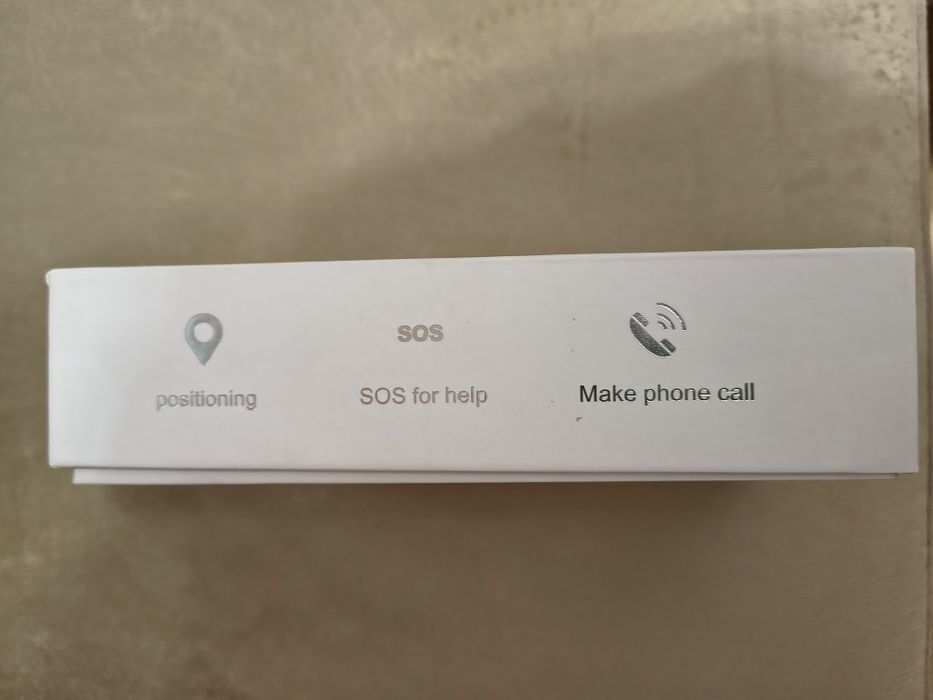 SOS
positioning
SOS for help
Make phone call